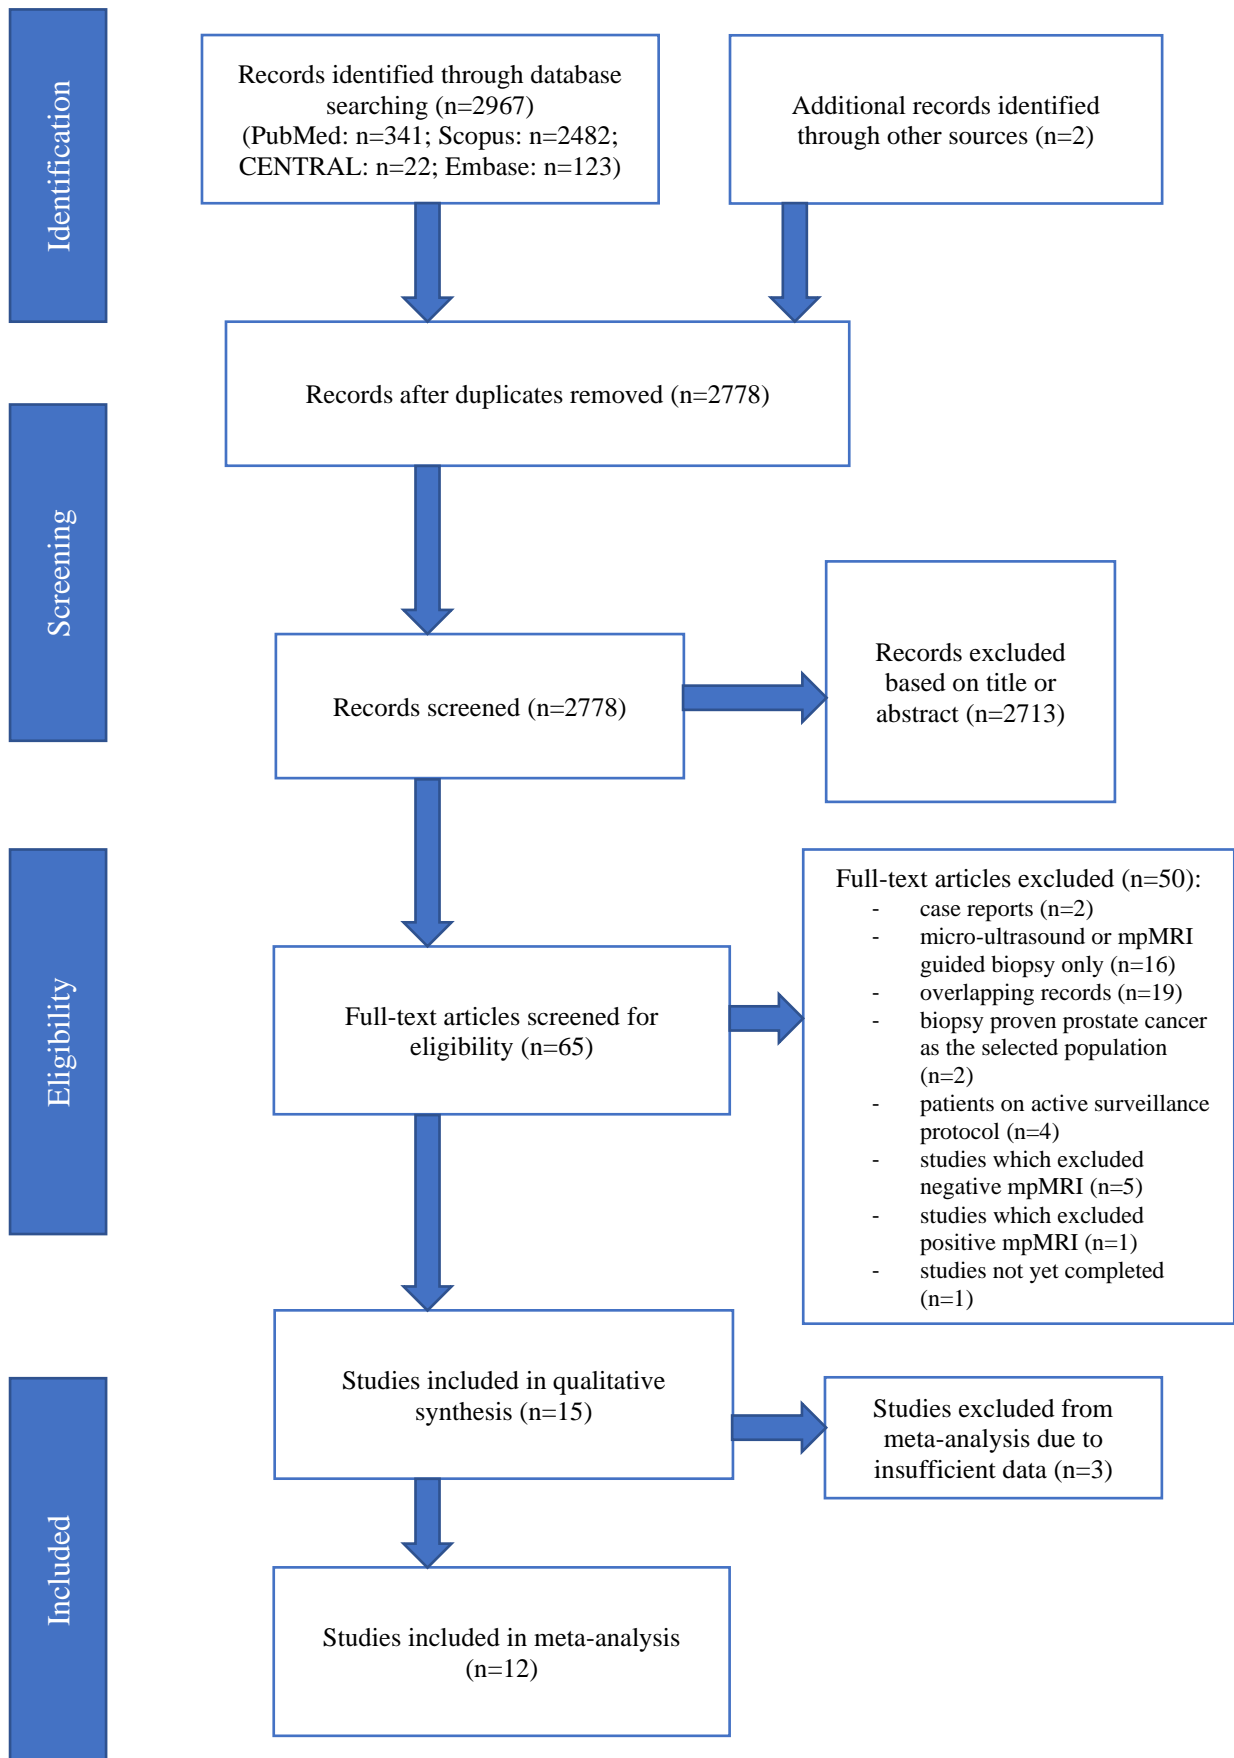 Identification
Records identified through database
searching (n=2967)
(PubMed: n=341; Scopus: n=2482;
CENTRAL: n=22; Embase: n=123)
Additional records identified
through other sources (n=2)
Records after duplicates removed (n=2778)
Screening
Records screened (n=2778)
Records excluded
based on title or
abstract (n=2713)
Eligibility
Full-text articles screened for
eligibility (n=65)
Full-text articles excluded (n=50):
- case reports (n=2)
- micro-ultrasound or mpMRI
guided biopsy only (n=16)
- overlapping records (n=19)
- biopsy proven prostate cancer
as the selected population
(n=2)
- patients on active surveillance
protocol (n=4)
- studies which excluded
negative mpMRI (n=5)
- studies which excluded
positive mpMRI (n=1)
- studies not yet completed
(n=1)
Studies included in qualitative
synthesis (n=15)
Included
Studies excluded from
meta-analysis due to
insufficient data (n=3)
Studies included in meta-analysis
(n=12)